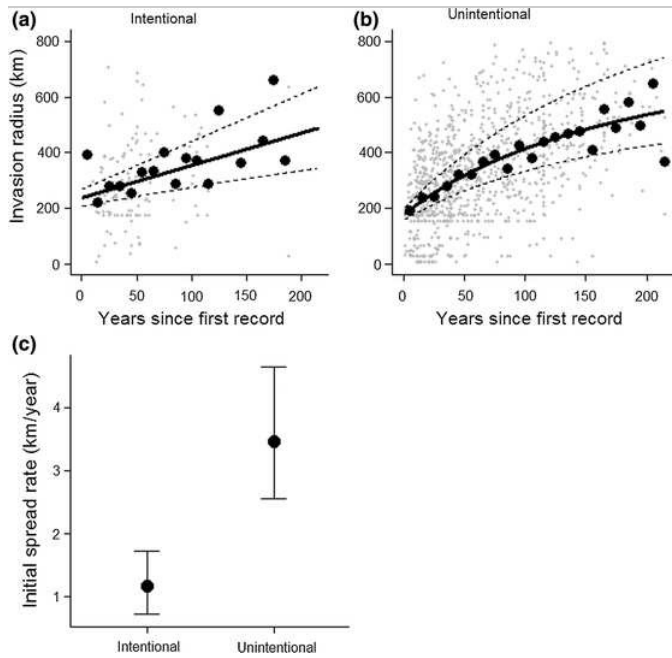 (a)
Intentional
(b)
Unintentional
Invasion radius (km)
800
600
400
200
0
0 50 100 150 200
Years since first record
800
600
400
200
0
0 50 100 150 200
Years since first record
(c)
Initial spread rate (km/year)
4
3
2
1
Intentional
Unintentional